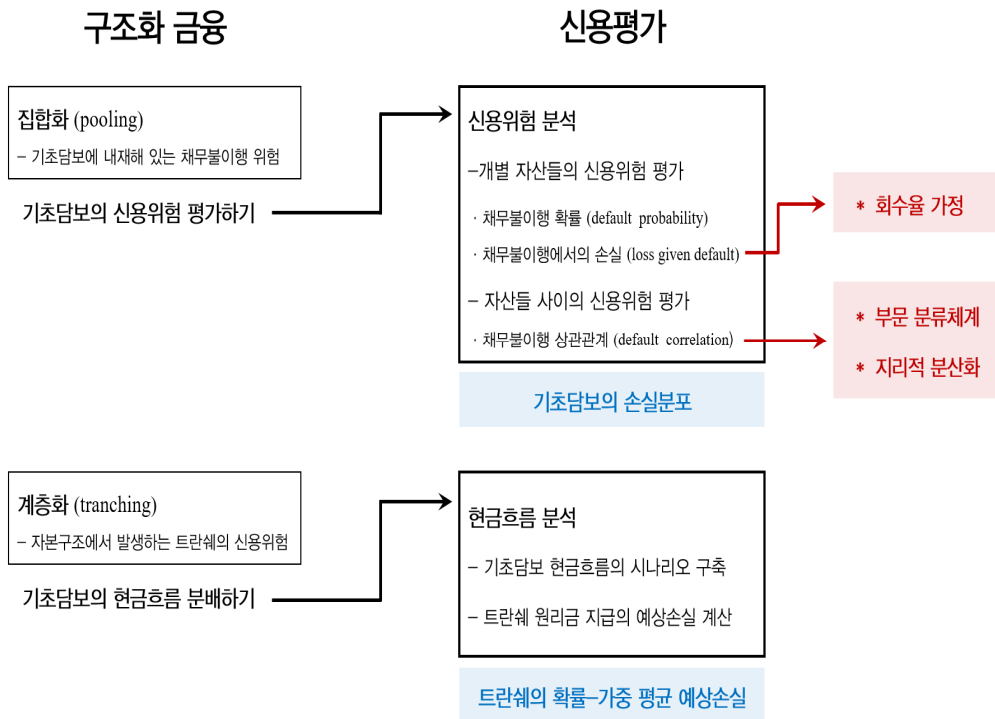 구조화 금융
신용평가
집합화 (pooling)
– 기초담보에 내재해 있는 채무불이행 위험
기초담보의 신용위험 평가하기
신용위험 분석
–개별 자산들의 신용위험 평가
· 채무불이행 확률 (default probability)
· 채무불이행에서의 손실 (loss given default)
– 자산들 사이의 신용위험 평가
· 채무불이행 상관관계 (default correlation)
* 회수율 가정
* 부문 분류체계
* 지리적 분산화
기초담보의 손실분포
계층화 (tranching)
– 자본구조에서 발생하는 트란쉐의 신용위험
기초담보의 현금흐름 분배하기
현금흐름 분석
– 기초담보 현금흐름의 시나리오 구축
– 트란쉐 원리금 지급의 예상손실 계산
트란쉐의 확률–가중 평균 예상손실